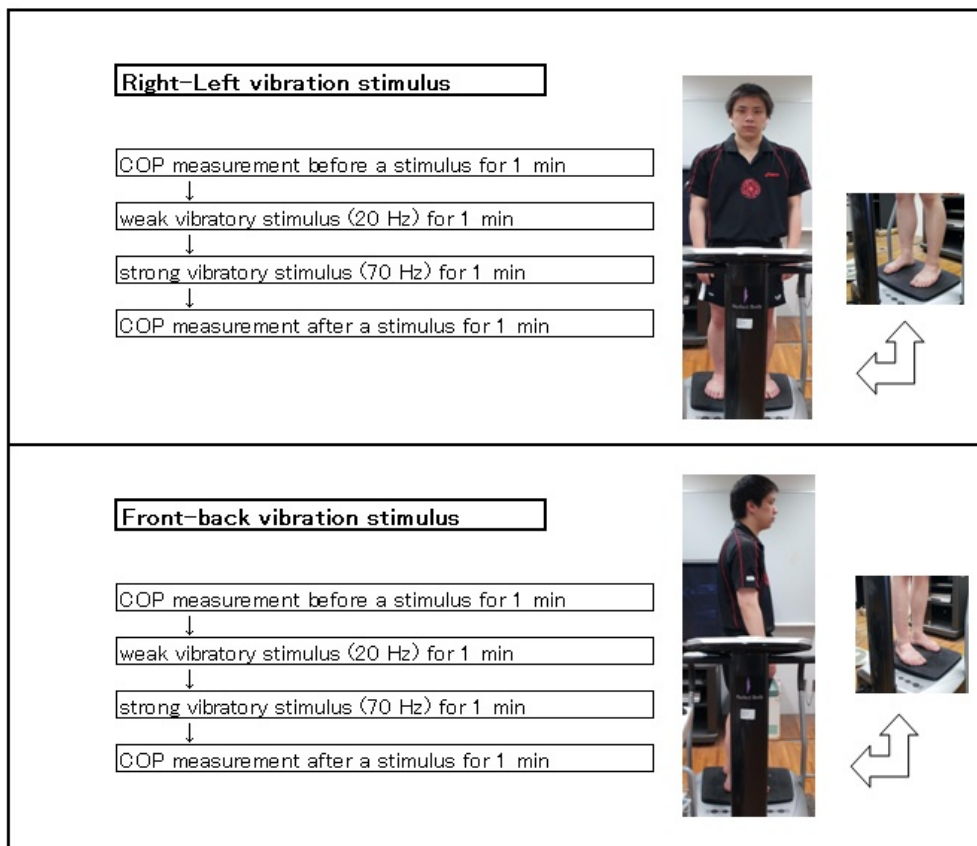 Right-Left vibration stimulus
COP measurement before a stimulus for 1 min
↓
weak vibratory stimulus (20 Hz) for 1 min
↓
strong vibratory stimulus (70 Hz) for 1 min
↓
COP measurement after a stimulus for 1 min
Front-back vibration stimulus
COP measurement before a stimulus for 1 min
↓
weak vibratory stimulus (20 Hz) for 1 min
↓
strong vibratory stimulus (70 Hz) for 1 min
↓
COP measurement after a stimulus for 1 min